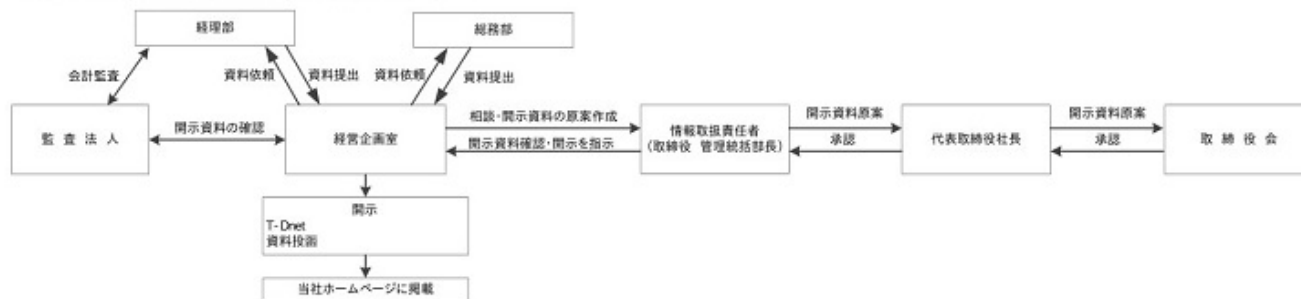 経理部
総務部
会計監査
資料依頼
資料提出
資料依頼
資料提出
監査法人
開示資料の確認
経営企画室
相談・開示資料の原案作成
開示資料確認・開示を指示
情報取扱責任者
(取締役 管理統括部長)
開示資料原案
承認
代表取締役社長
開示資料原案
承認
取締役会
開示
T-Dnet
資料投函
当社ホームページに掲載